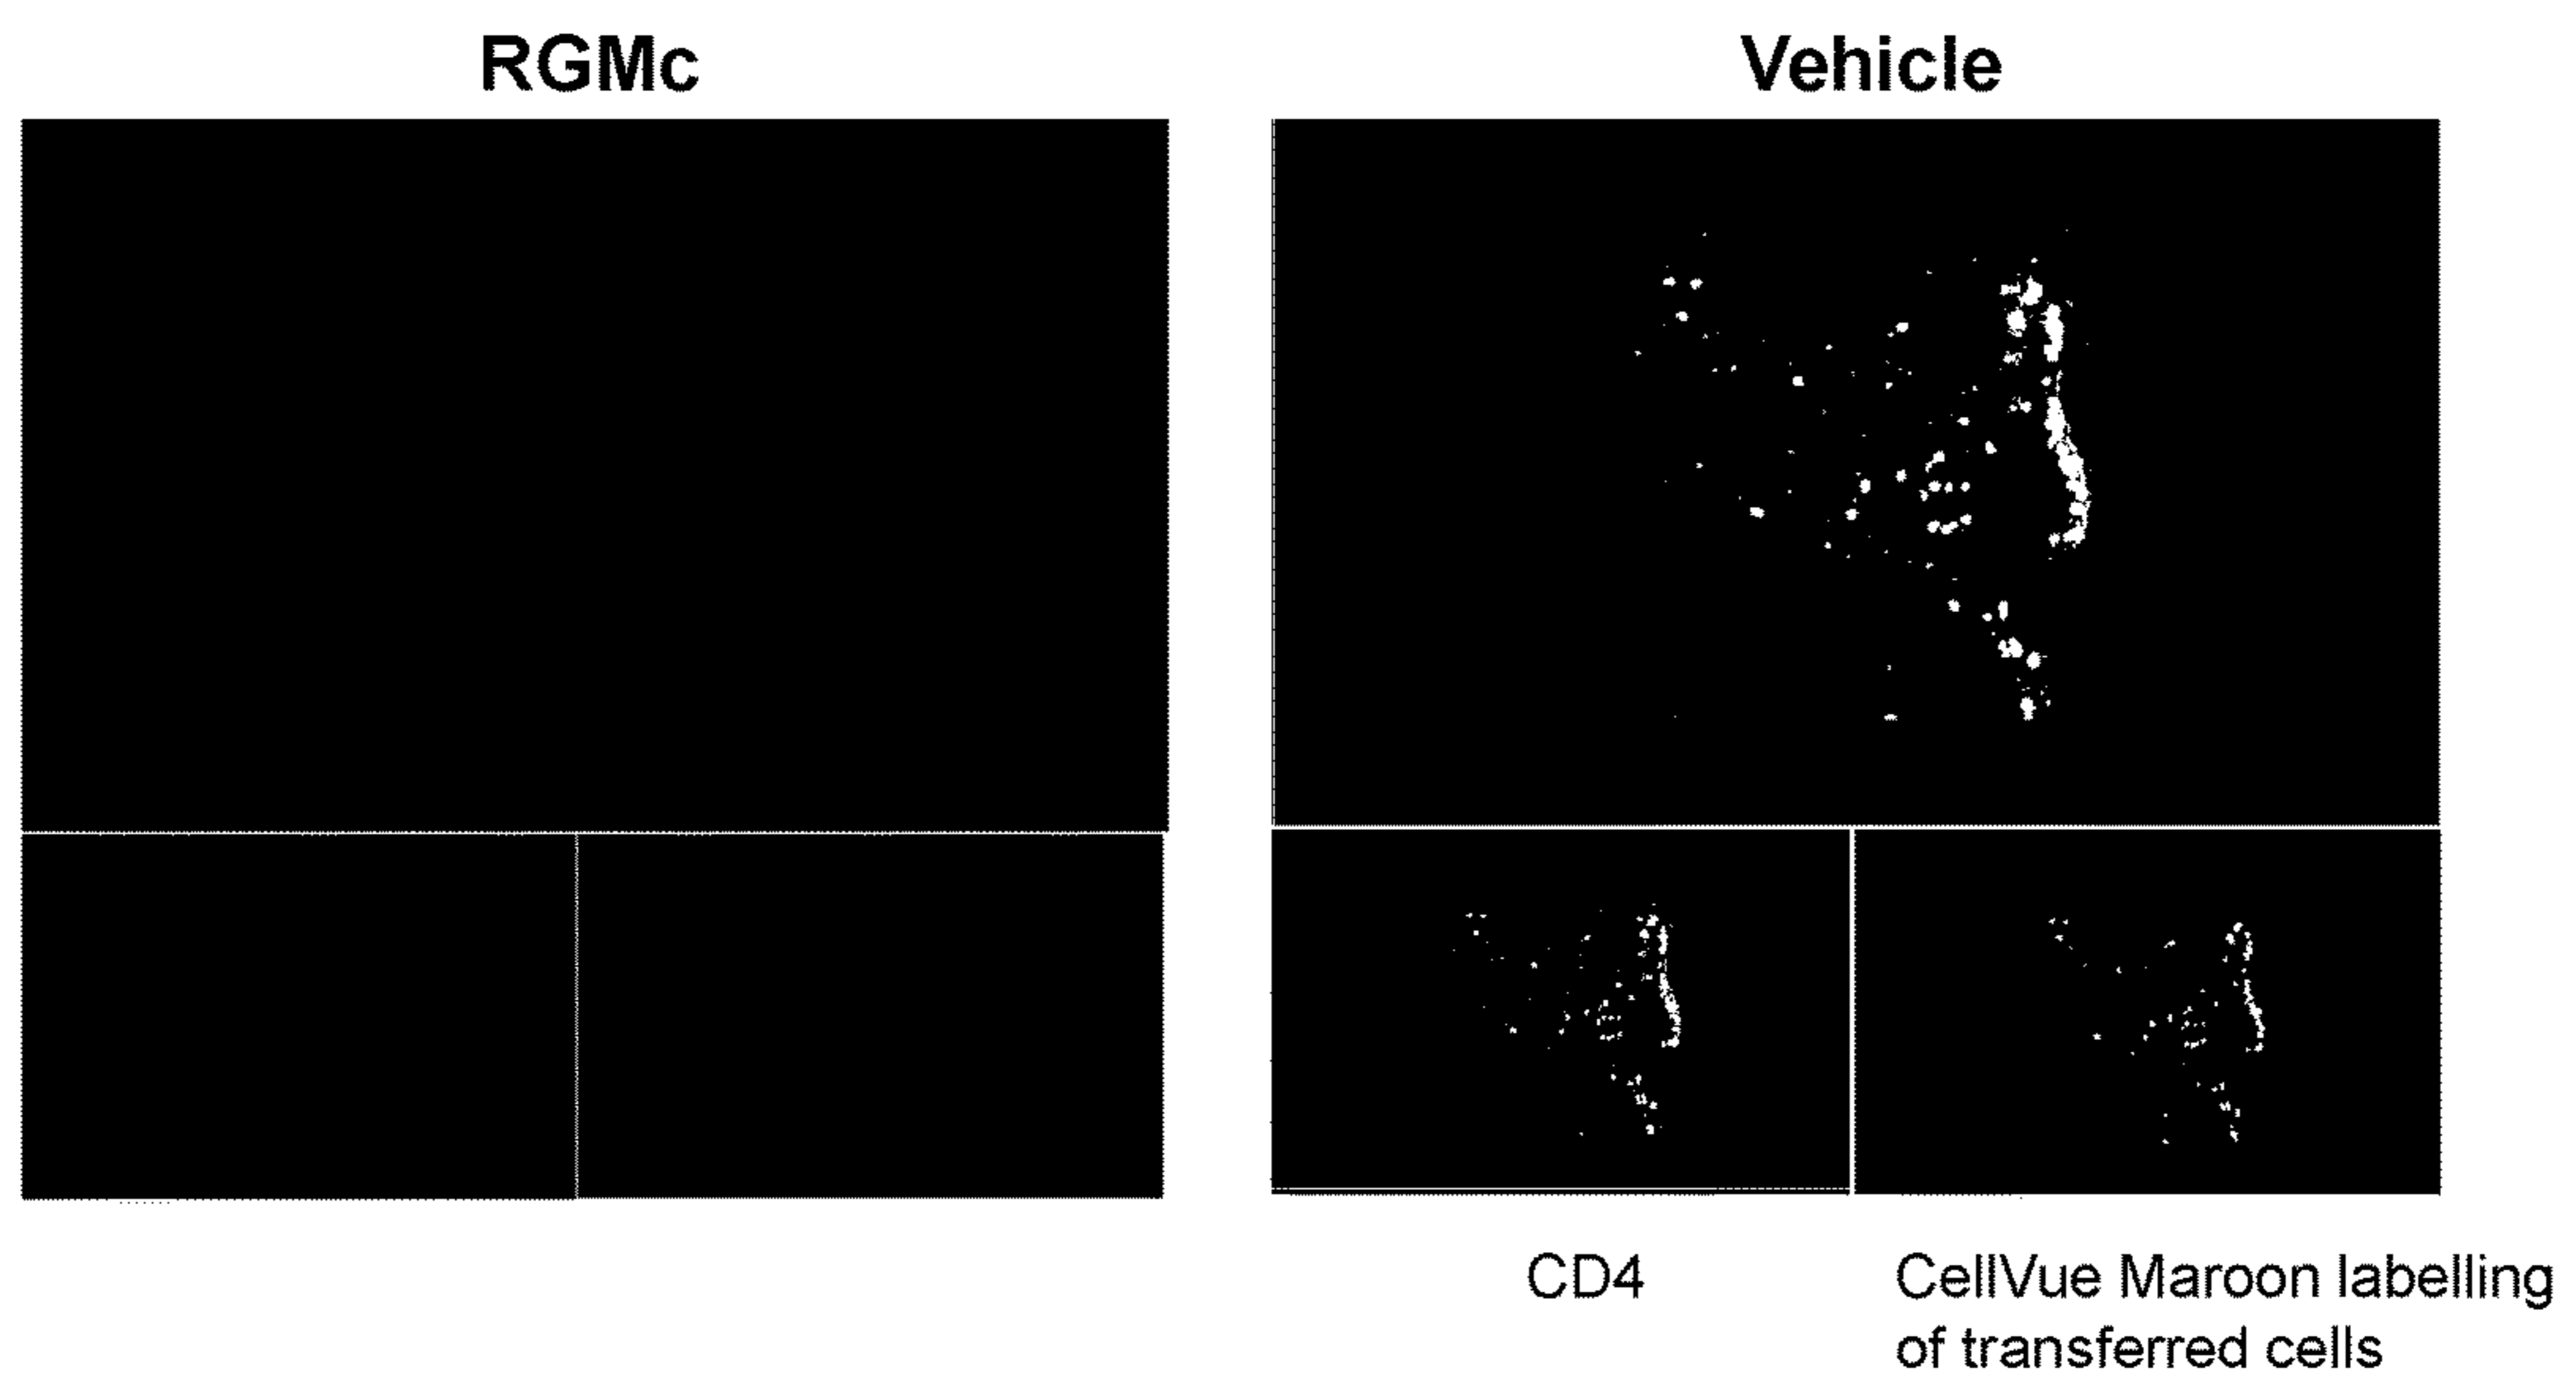 RGMc
Vehicle
CD4
CellVue Maroon labelling
of transferred cells